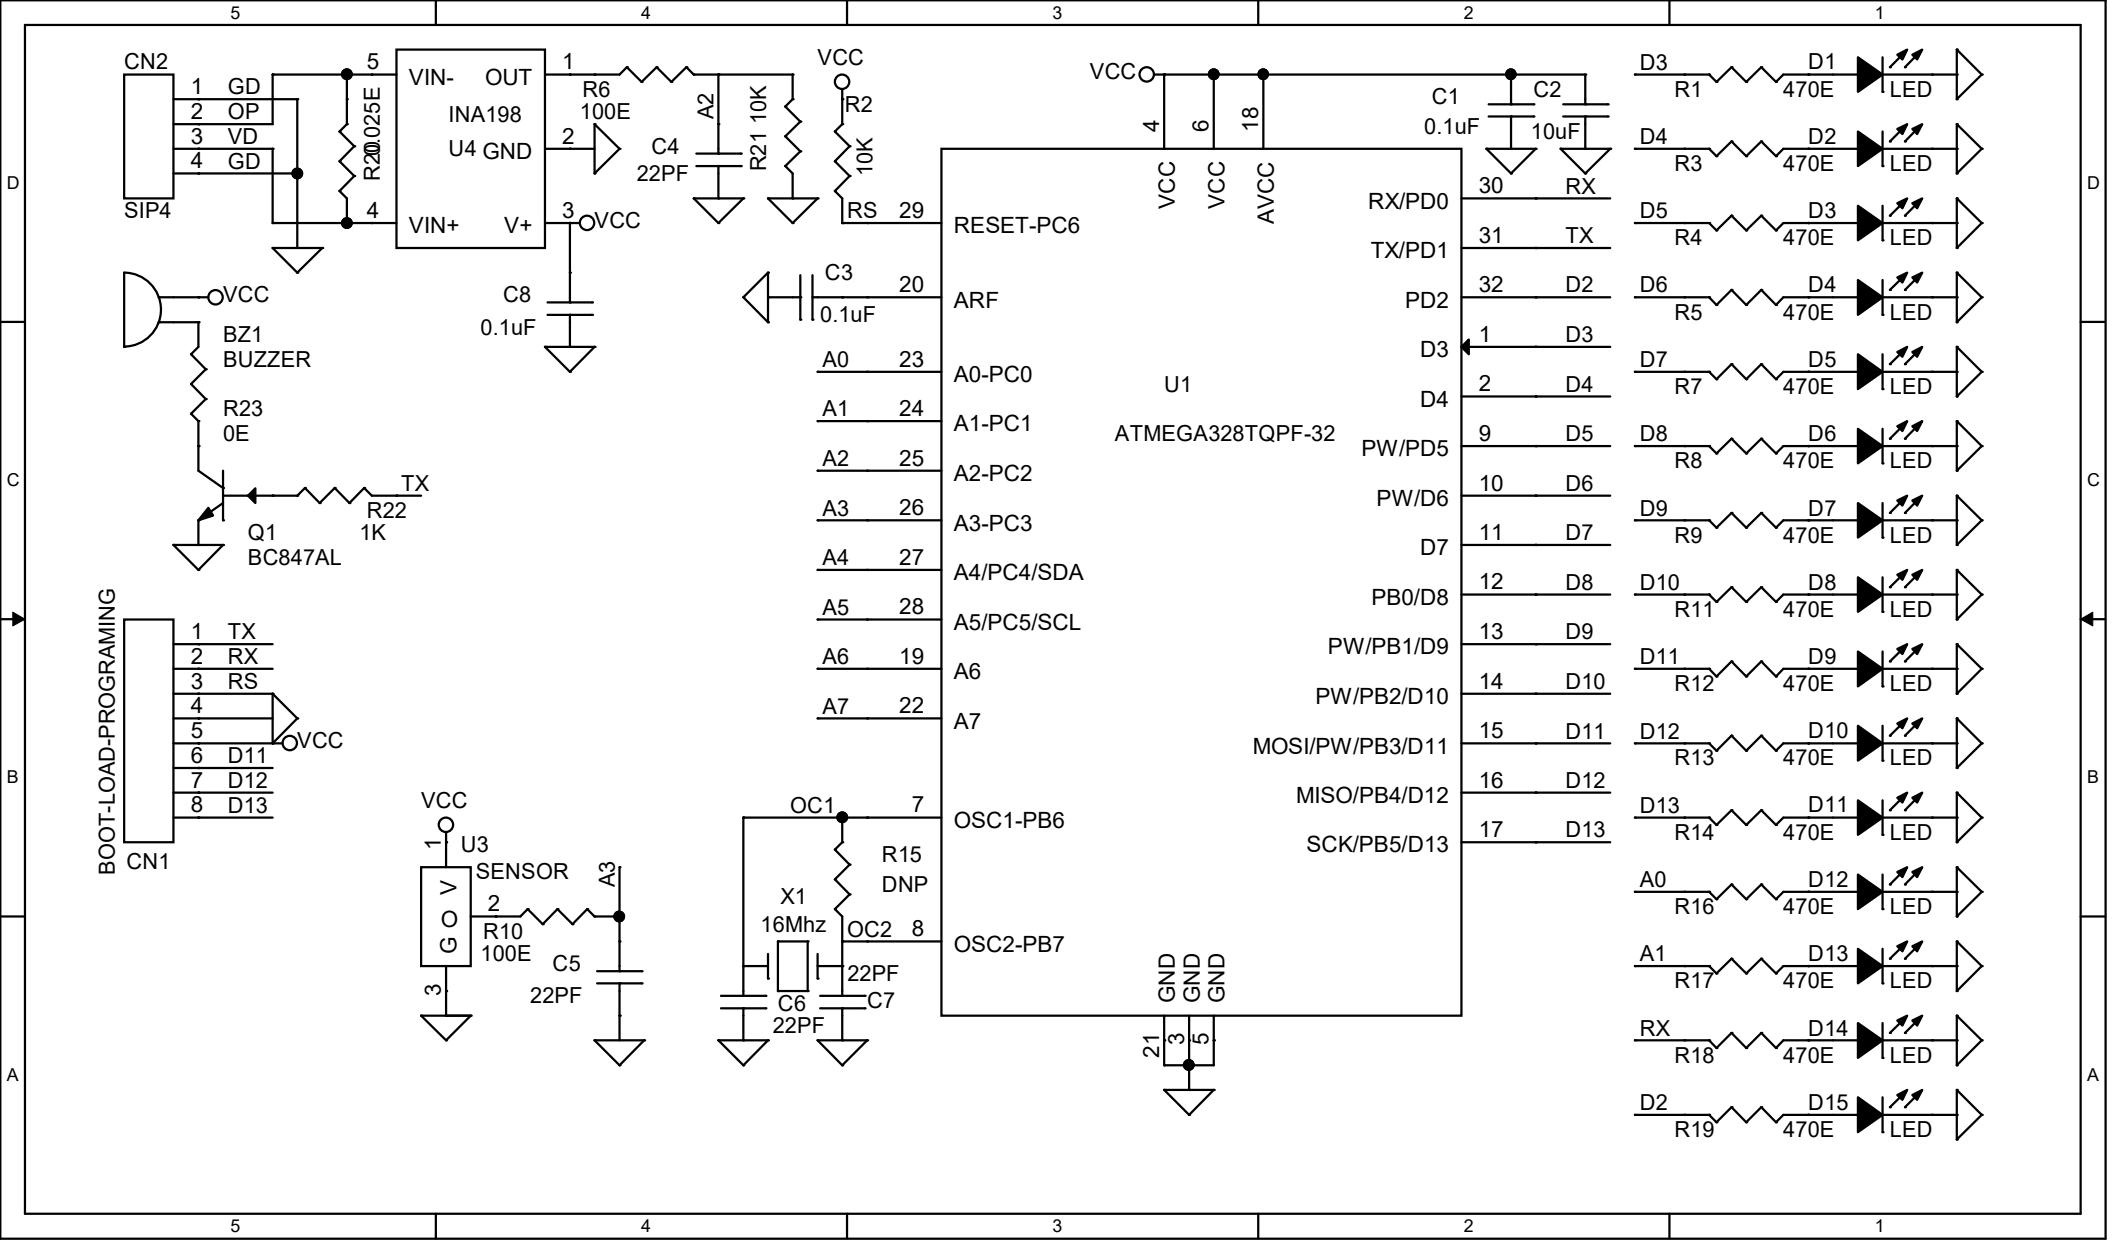 5 4 3 2 1
D
C
B
A
D
C
B
A
5 4 3 2 1
CN2
1 GD
2 OP
3 VD
4 GD
SIP4
R20
0.025E
5 VIN- OUT 1
INA198
U4 GND 2
4 VIN+ V+ 3
VCC
R6
100E
A2
C4
22PF
R21 10K
C8
0.1uF
VCC
R2
10K
RS 29 RESET-PC6
C3
0.1uF
20 ARF
A0 23 A0-PC0
A1 24 A1-PC1
A2 25 A2-PC2
A3 26 A3-PC3
A4 27 A4/PC4/SDA
A5 28 A5/PC5/SCL
A6 19 A6
A7 22 A7
OC1 7 OSC1-PB6
R15
DNP
OC2 8 OSC2-PB7
X1
16Mhz
C6
22PF
22PF
C7
U1
ATMEGA328TQPF-32
VCC
4 6 18
VCC VCC AVCC
C1
0.1uF
C2
10uF
RX/PD0 30 RX
TX/PD1 31 TX
PD2 32 D2
D3 1 D3
D4 2 D4
PW/PD5 9 D5
PW/D6 10 D6
D7 11 D7
PB0/D8 12 D8
PW/PB1/D9 13 D9
PW/PB2/D10 14 D10
MOSI/PW/PB3/D11 15 D11
MISO/PB4/D12 16 D12
SCK/PB5/D13 17 D13
GND GND GND
21 3 5
VCC
BZ1
BUZZER
R23
0E
TX
R22
1K
Q1
BC847AL
BOOT-LOAD-PROGRAMING
1 TX
2 RX
3 RS
4
5 VCC
6 D11
7 D12
8 D13
CN1
VCC
1
U3
SENSOR
G O V
2
3
R10
100E
A3
C5
22PF
D3 D1
R1 470E LED
D4 D2
R3 470E LED
D5 D3
R4 470E LED
D6 D4
R5 470E LED
D7 D5
R7 470E LED
D8 D6
R8 470E LED
D9 D7
R9 470E LED
D10 D8
R11 470E LED
D11 D9
R12 470E LED
D12 D10
R13 470E LED
D13 D11
R14 470E LED
A0 D12
R16 470E LED
A1 D13
R17 470E LED
RX D14
R18 470E LED
D2 D15
R19 470E LED